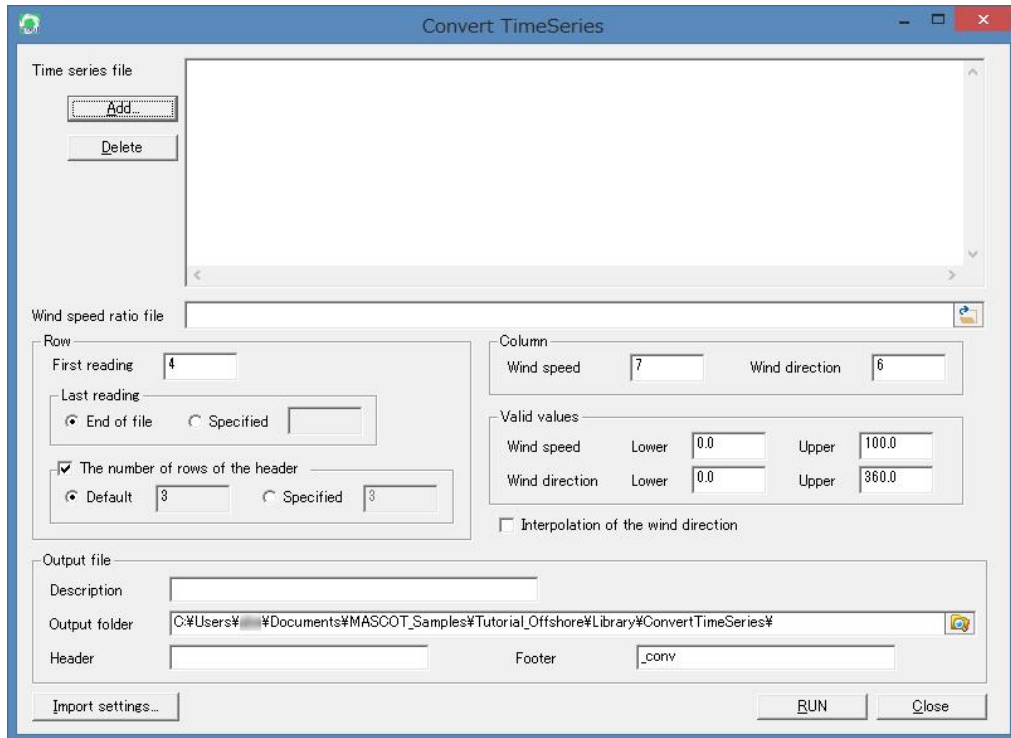 Convert TimeSeries
Time series file
Add...
Delete
Wind speed ratio file
Row
First reading 4
Last reading
End of file Specified
The number of rows of the header
Default 3 Specified 3
Column
Wind speed 7 Wind direction 6
Valid values
Wind speed Lower 0.0 Upper 100.0
Wind direction Lower 0.0 Upper 360.0
Interpolation of the wind direction
Output file
Description
Output folder C:¥Users¥ ¥Documents¥MASCOT_Samples¥Tutorial_Offshore¥Library¥ConvertTimeSeries¥
Header Footer _conv
Import settings... RUN Close